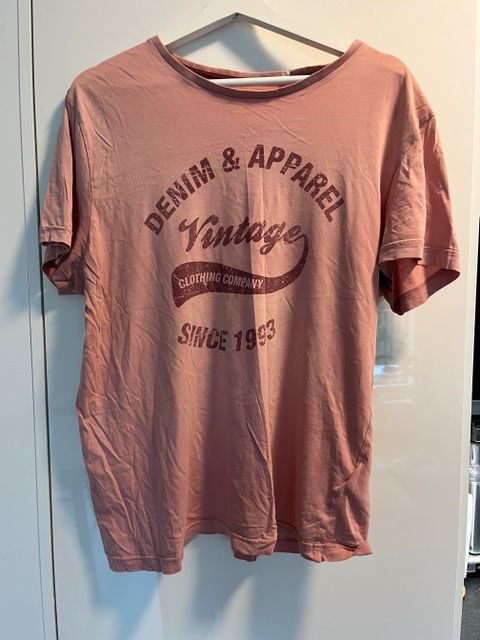 DENIM & APPAREL
Vintage
CLOTHING COMPANY
SINCE 1993